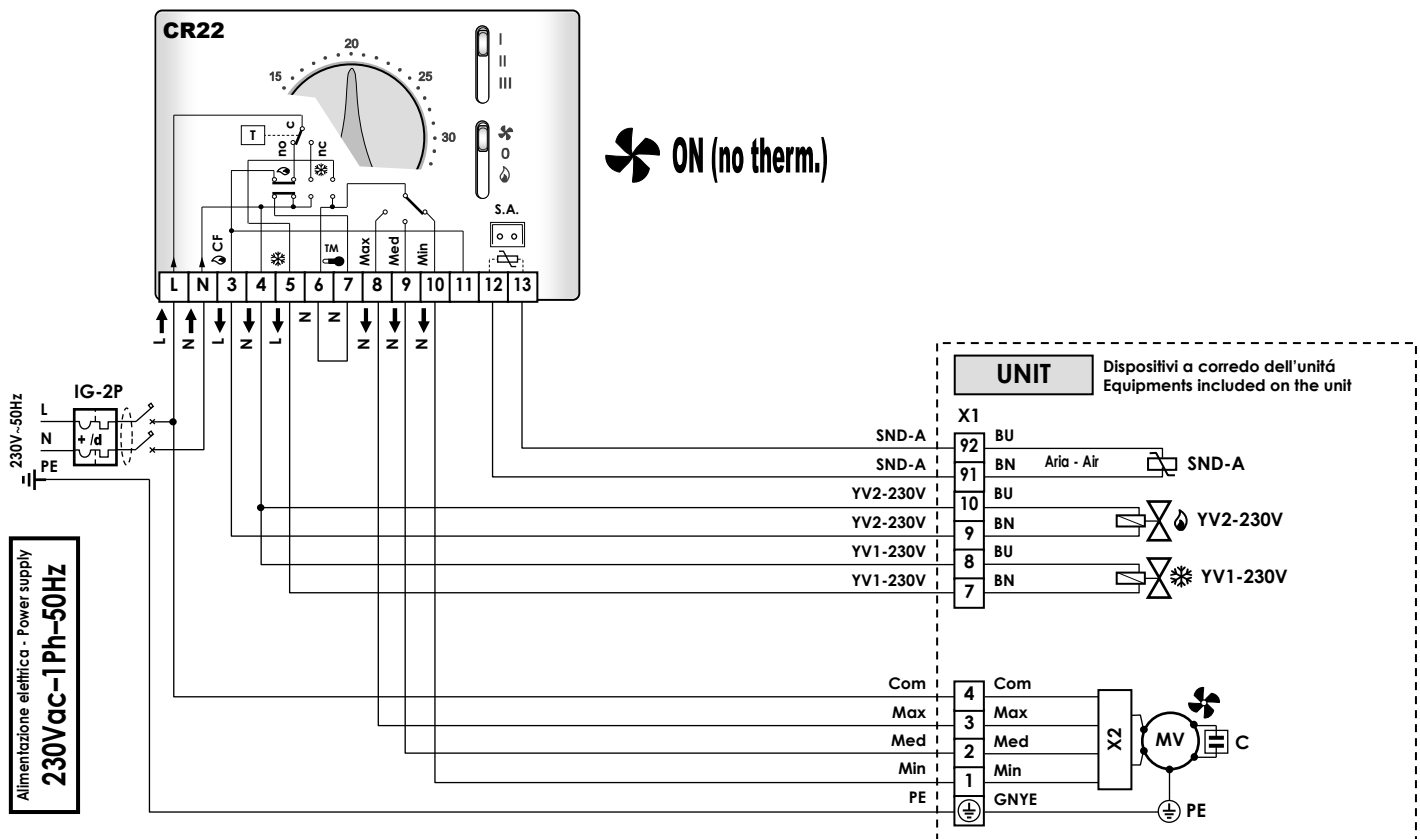 CR22
15
20
25
30
I
II
III
0
T
c
no
nc
S.A.
CF
TM
Max
Med
Min
L N 3 4 5 6 7 8 9 10 11 12 13
L N L N L N N N N N
ON (no therm.)
IG-2P
230V~50Hz
L
N
PE
+ /d
Alimentazione elettrica - Power supply
230Vac–1Ph–50Hz
UNIT
Dispositivi a corredo dell'unitá
Equipments included on the unit
X1
SND-A 92 BU
SND-A 91 BN Aria - Air SND-A
YV2-230V 10 BU
YV2-230V 9 BN YV2-230V
YV1-230V 8 BU
YV1-230V 7 BN YV1-230V
Com 4 Com
Max 3 Max
Med 2 Med
Min 1 Min
PE GNYE PE
X2
MV
C